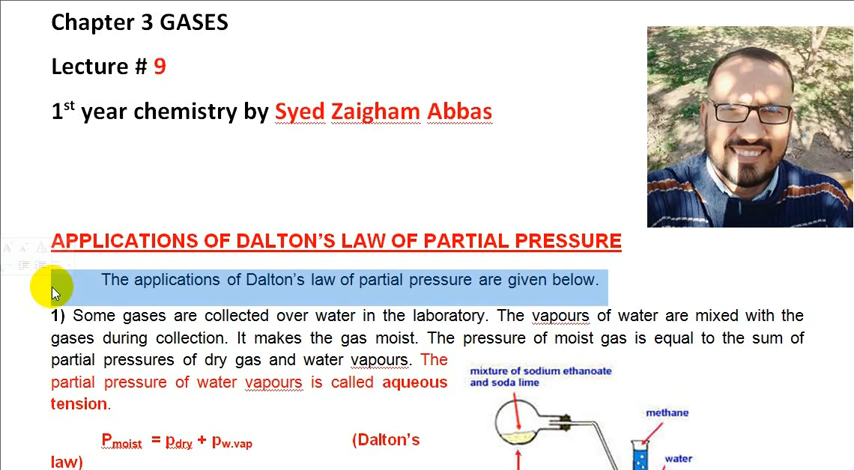 Chapter 3 GASES
Lecture # 9
1st year chemistry by Syed Zaigham Abbas
APPLICATIONS OF DALTON'S LAW OF PARTIAL PRESSURE
The applications of Dalton's law of partial pressure are given below.
1) Some gases are collected over water in the laboratory. The vapours of water are mixed with the
gases during collection. It makes the gas moist. The pressure of moist gas is equal to the sum of
partial pressures of dry gas and water vapours. The
partial pressure of water vapours is called aqueous
tension.
mixture of sodium ethanoate
and soda lime
methane
water
Pmoist = pdry + pw.vap (Dalton's
law)